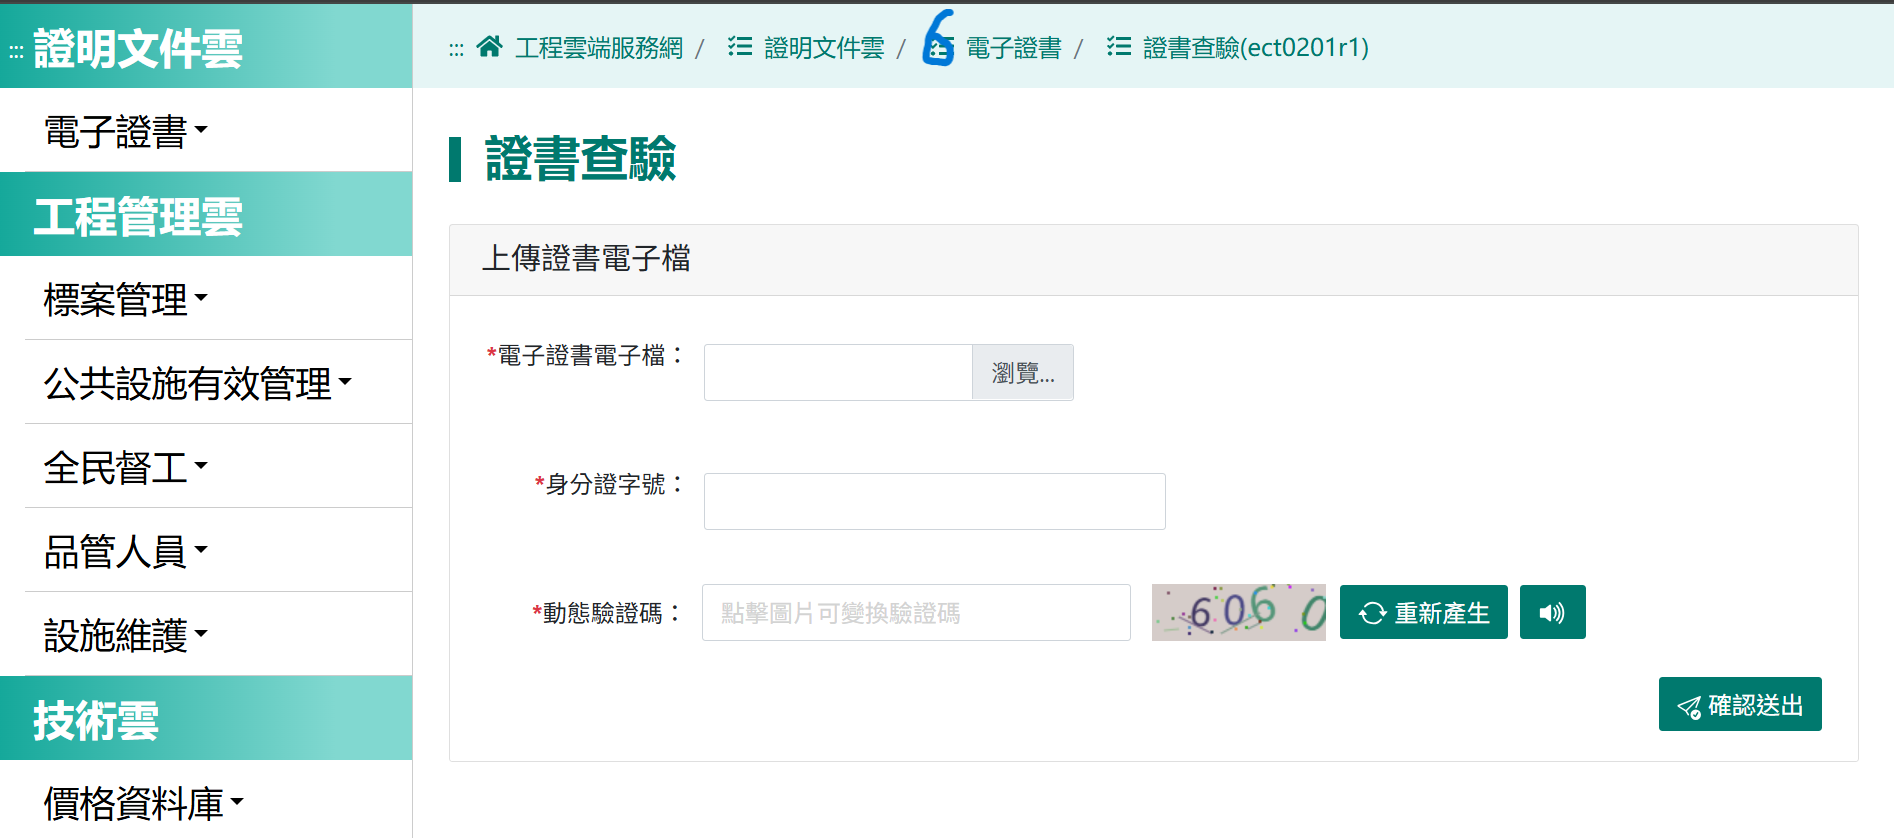 ::: 證明文件雲
電子證書
工程管理雲
標案管理
公共設施有效管理
全民督工
品管人員
設施維護
技術雲
價格資料庫
::: 工程雲端服務網 / 證明文件雲 / 電子證書 / 證書查驗(ect0201r1)
6
證書查驗
上傳證書電子檔
*電子證書電子檔：
瀏覽...
*身分證字號：
*動態驗證碼：
點擊圖片可變換驗證碼
6060
重新產生
確認送出